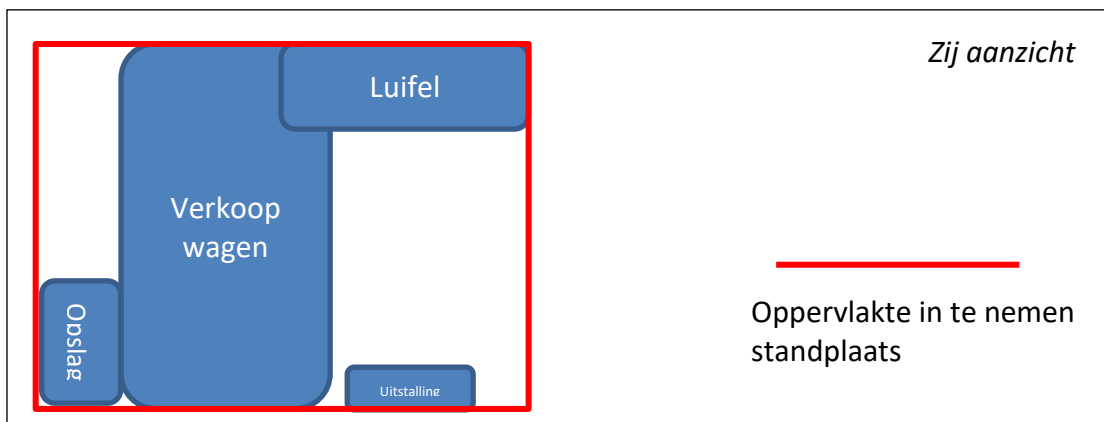 Zij aanzicht
Luifel
Verkoop
wagen
Opslag
Uitstalling
Oppervlakte in te nemen
standplaats